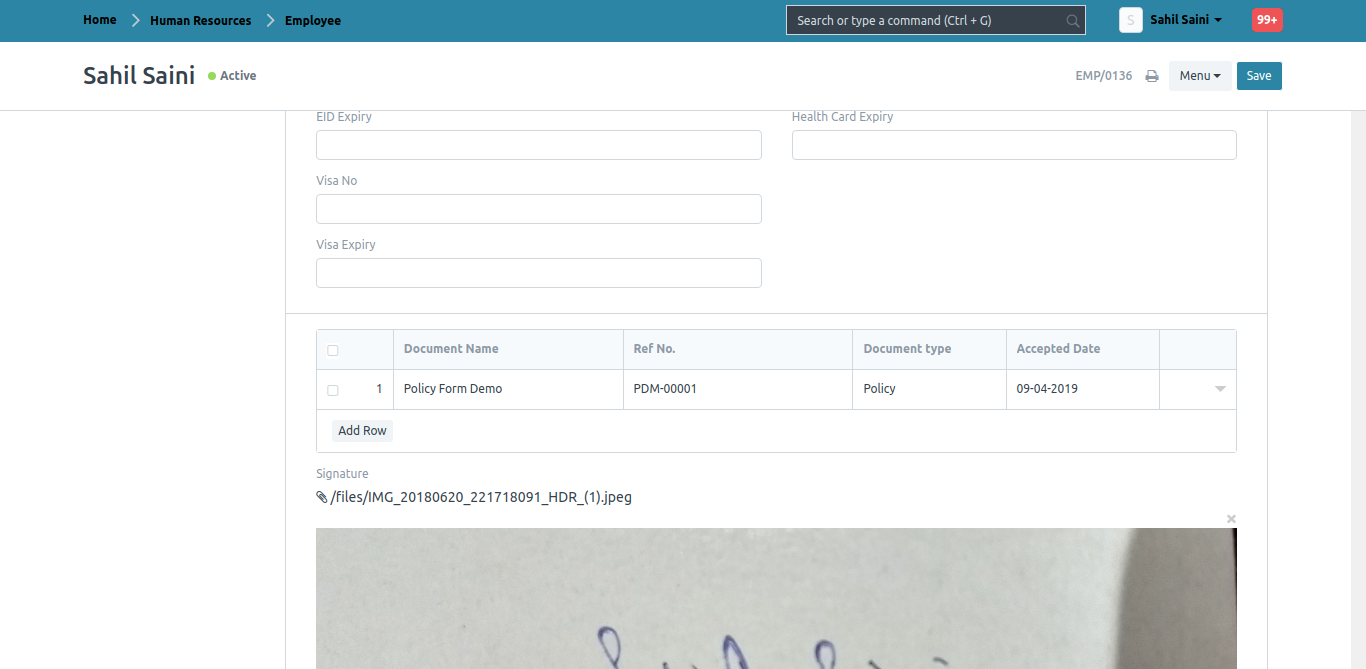 Home Human Resources Employee Search or type a command (Ctrl + G) S Sahil Saini 99+
Sahil Saini Active EMP/0136 Menu Save
EID Expiry Health Card Expiry
Visa No
Visa Expiry
Document Name Ref No. Document type Accepted Date
1 Policy Form Demo PDM-00001 Policy 09-04-2019
Add Row
Signature
/files/IMG_20180620_221718091_HDR_(1).jpeg